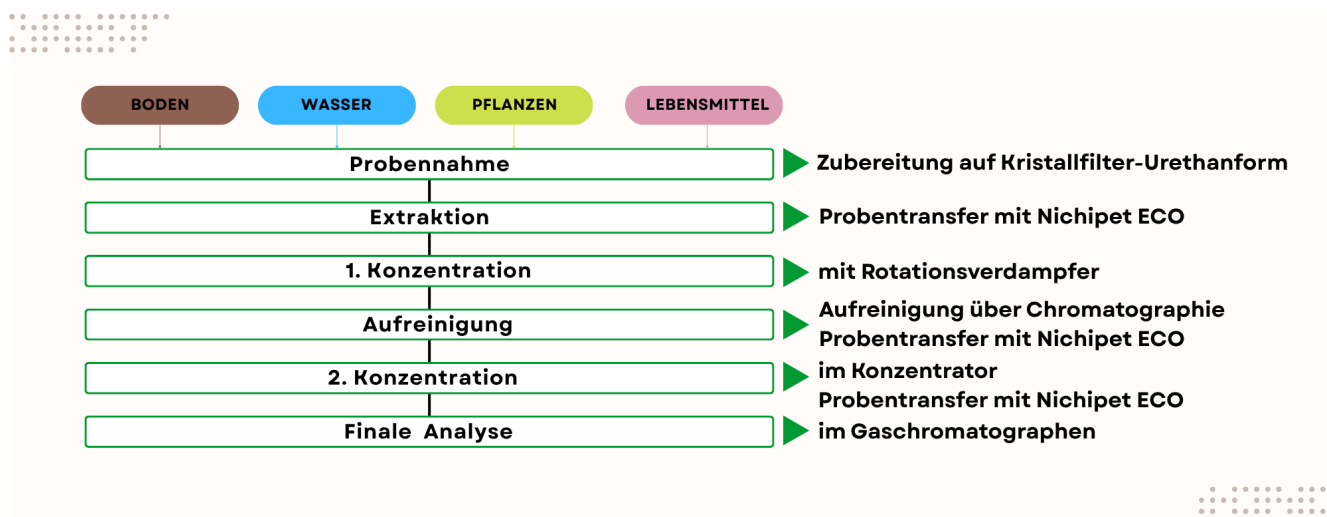 BODEN
WASSER
PFLANZEN
LEBENSMITTEL
Probennahme
Zubereitung auf Kristallfilter-Urethanform
Extraktion
Probentransfer mit Nichipet ECO
1. Konzentration
mit Rotationsverdampfer
Aufreinigung
Aufreinigung über Chromatographie
Probentransfer mit Nichipet ECO
2. Konzentration
im Konzentrator
Probentransfer mit Nichipet ECO
Finale Analyse
im Gaschromatographen